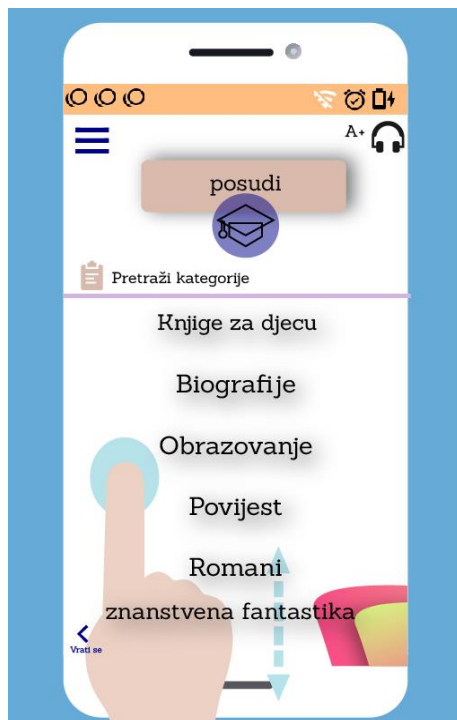 A+
posudi
Pretraži kategorije
Knjige za djecu
Biografije
Obrazovanje
Povijest
Romani
znanstvena fantastika
Vrati se